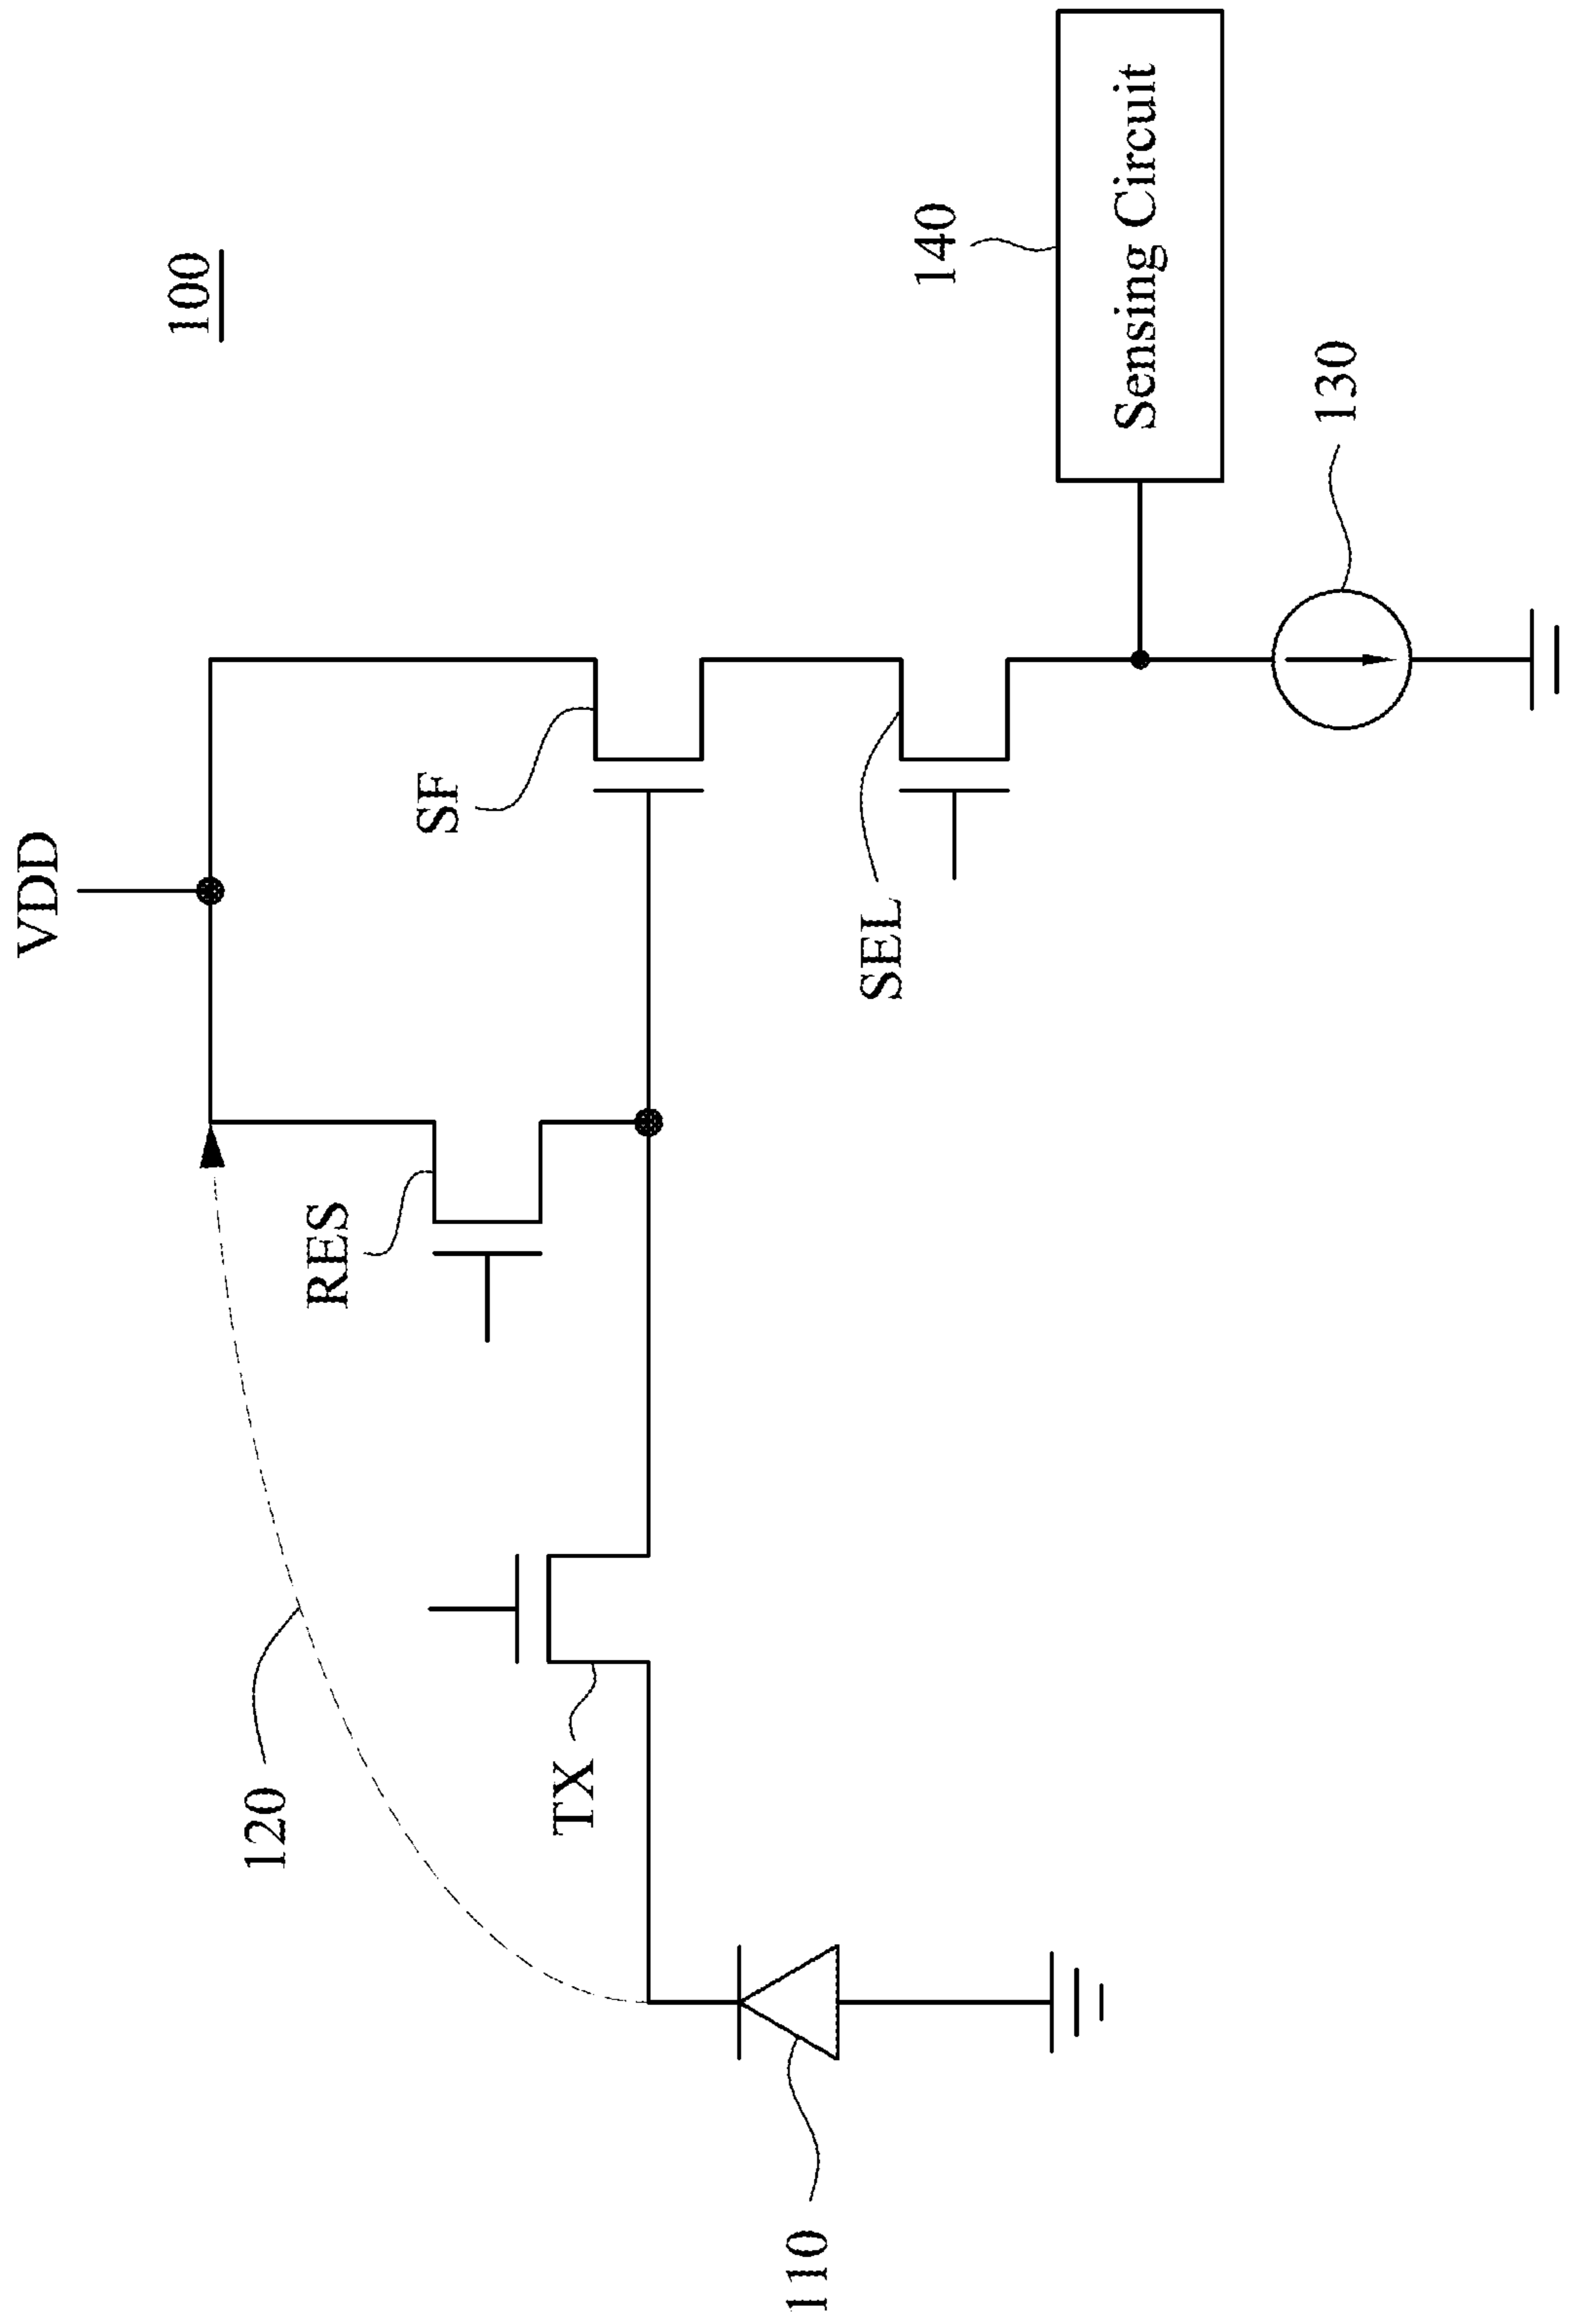 100
VDD
SF
RES
120
TX
SEL
140
Sensing Circuit
130
110